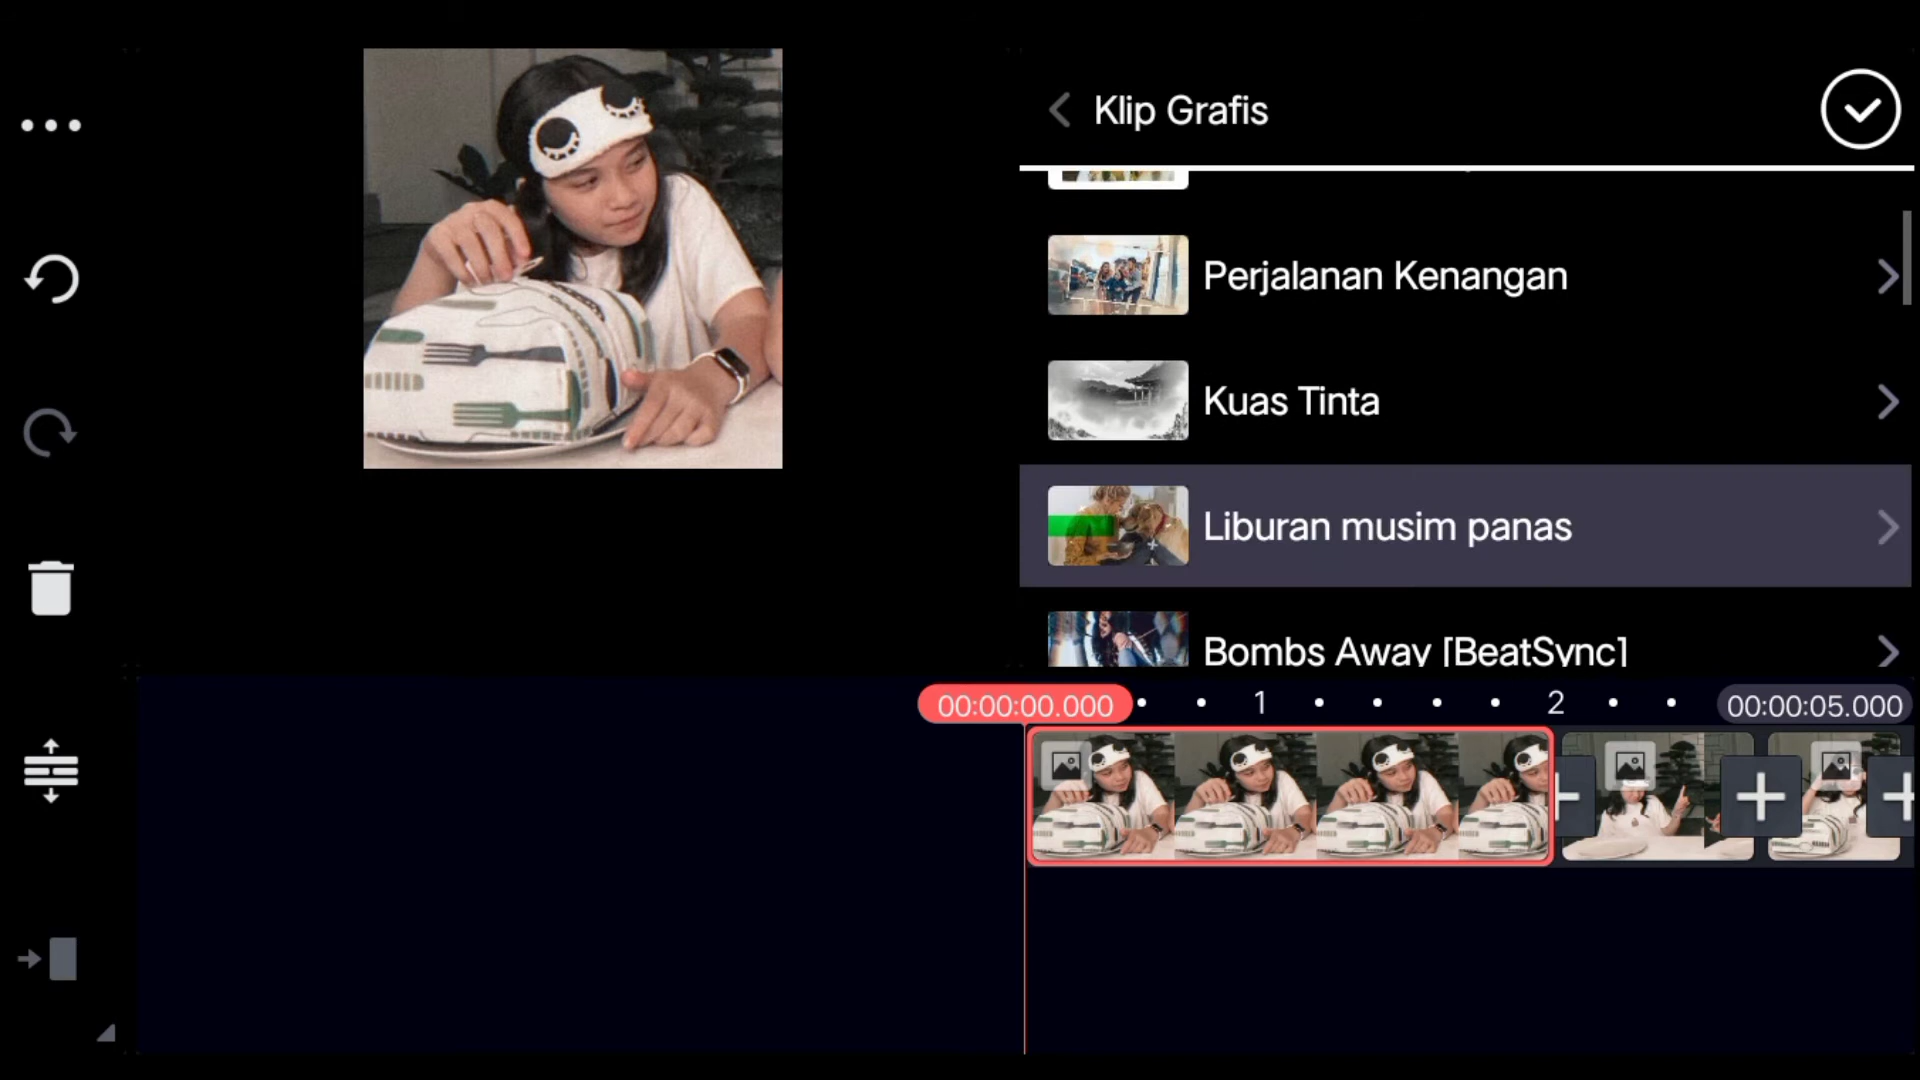 Klip Grafis
Perjalanan Kenangan
Kuas Tinta
Liburan musim panas
Bombs Away [BeatSync]
00:00:00.000
1
2
00:00:05.000